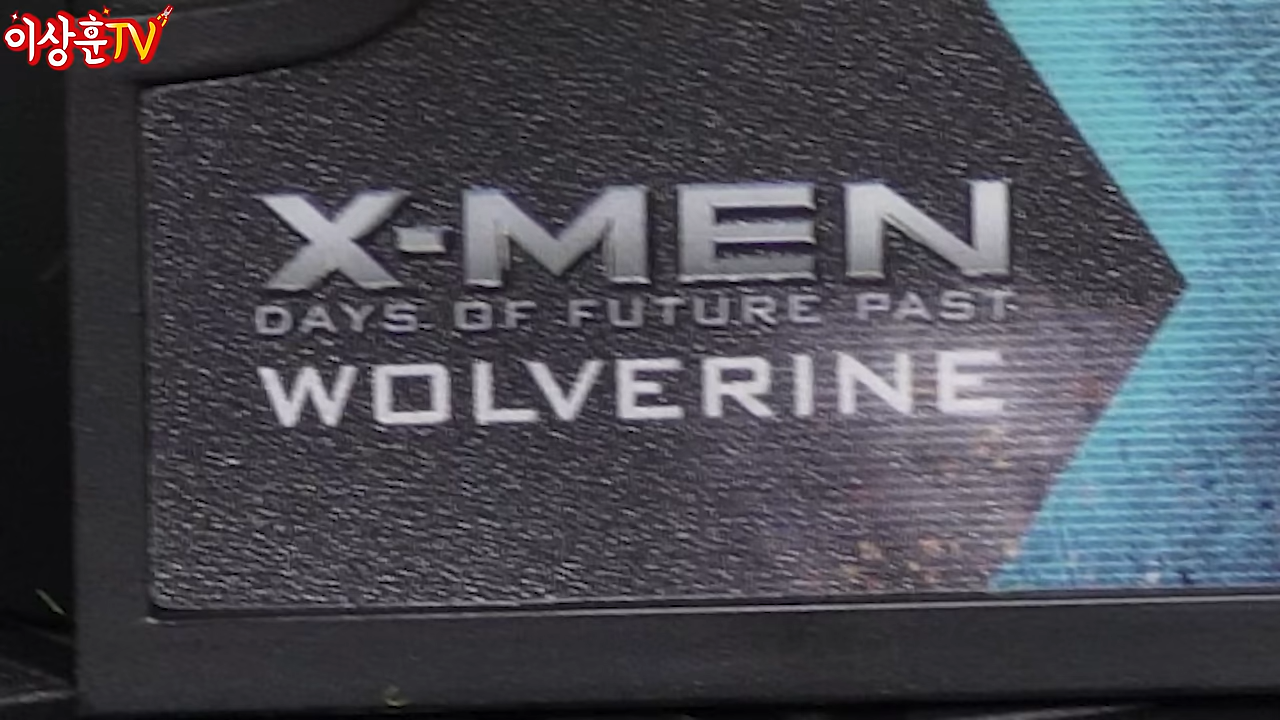 이상훈TV
X-MEN
DAYS OF FUTURE PAST
WOLVERINE